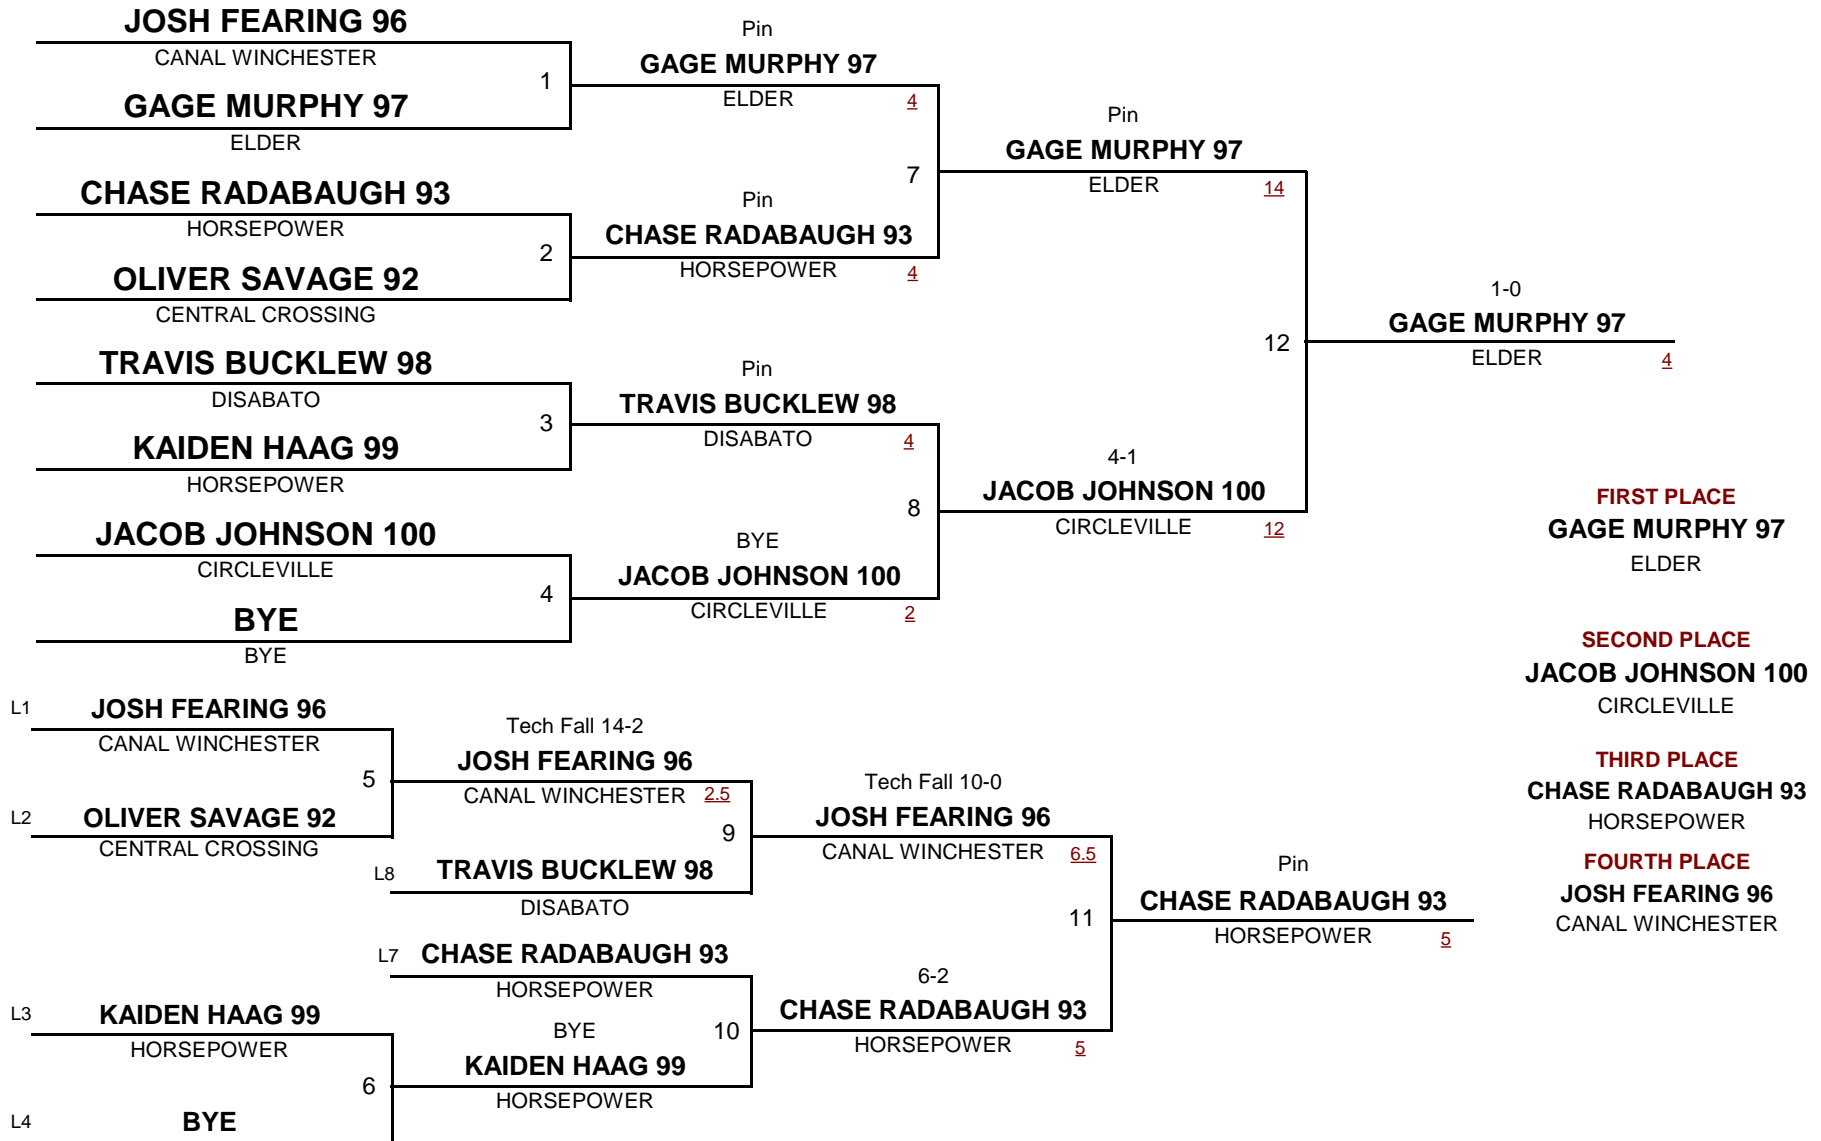 JOSH FEARING 96
CANAL WINCHESTER
1
GAGE MURPHY 97
ELDER
CHASE RADABAUGH 93
HORSEPOWER
2
OLIVER SAVAGE 92
CENTRAL CROSSING
TRAVIS BUCKLEW 98
DISABATO
3
KAIDEN HAAG 99
HORSEPOWER
JACOB JOHNSON 100
CIRCLEVILLE
4
BYE
BYE
Pin
GAGE MURPHY 97
ELDER 4
7
Pin
CHASE RADABAUGH 93
HORSEPOWER 4
Pin
TRAVIS BUCKLEW 98
DISABATO 4
8
BYE
JACOB JOHNSON 100
CIRCLEVILLE 2
Pin
GAGE MURPHY 97
ELDER 14
12
4-1
JACOB JOHNSON 100
CIRCLEVILLE 12
1-0
GAGE MURPHY 97
ELDER 4
FIRST PLACE
GAGE MURPHY 97
ELDER
SECOND PLACE
JACOB JOHNSON 100
CIRCLEVILLE
THIRD PLACE
CHASE RADABAUGH 93
HORSEPOWER
FOURTH PLACE
JOSH FEARING 96
CANAL WINCHESTER
L1 JOSH FEARING 96
CANAL WINCHESTER
5
L2 OLIVER SAVAGE 92
CENTRAL CROSSING
L3 KAIDEN HAAG 99
HORSEPOWER
6
L4 BYE
Tech Fall 14-2
JOSH FEARING 96
CANAL WINCHESTER 2.5
9
L8 TRAVIS BUCKLEW 98
DISABATO
L7 CHASE RADABAUGH 93
HORSEPOWER
BYE 10
KAIDEN HAAG 99
HORSEPOWER
Tech Fall 10-0
JOSH FEARING 96
CANAL WINCHESTER 6.5
11
6-2
CHASE RADABAUGH 93
HORSEPOWER 5
Pin
CHASE RADABAUGH 93
HORSEPOWER 5